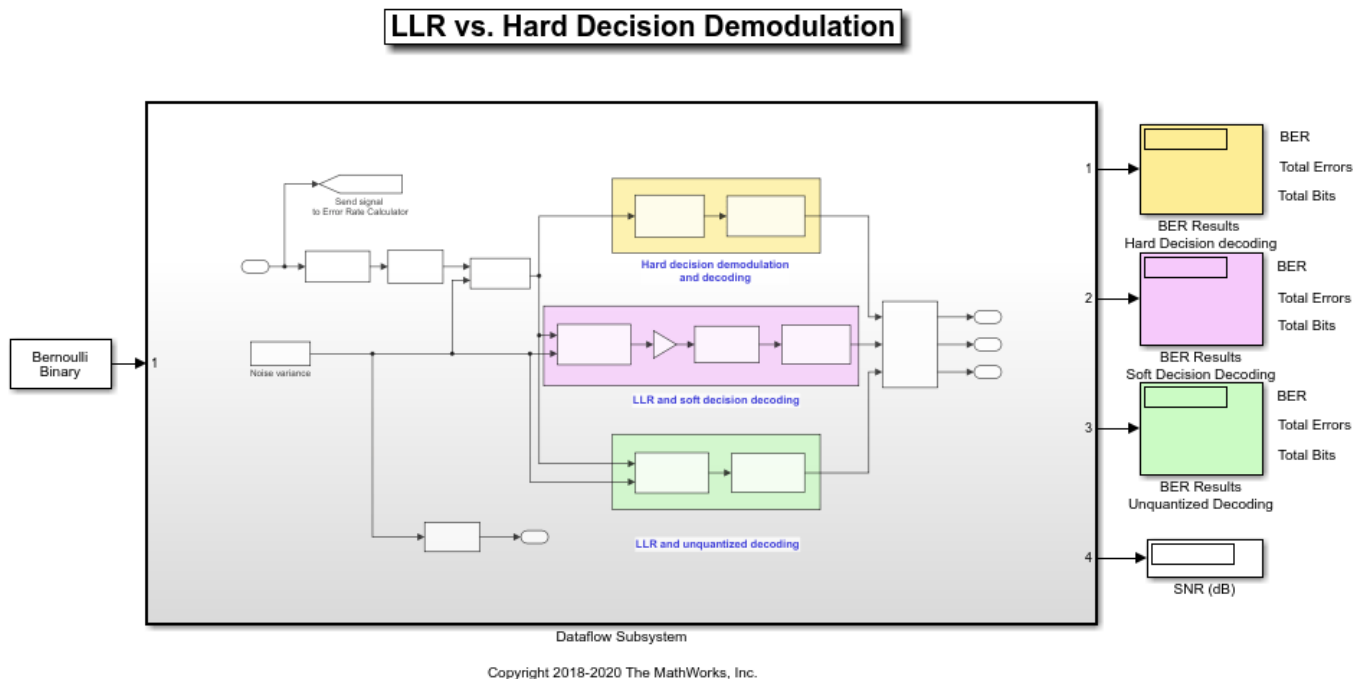 LLR vs. Hard Decision Demodulation
Send signal
to Error Rate Calculator
Hard decision demodulation
and decoding
Noise variance
LLR and soft decision decoding
LLR and unquantized decoding
Bernoulli
Binary
1
1
BER
Total Errors
Total Bits
BER Results
Hard Decision decoding
2
BER
Total Errors
Total Bits
BER Results
Soft Decision Decoding
3
BER
Total Errors
Total Bits
BER Results
Unquantized Decoding
4
SNR (dB)
Dataflow Subsystem
Copyright 2018-2020 The MathWorks, Inc.